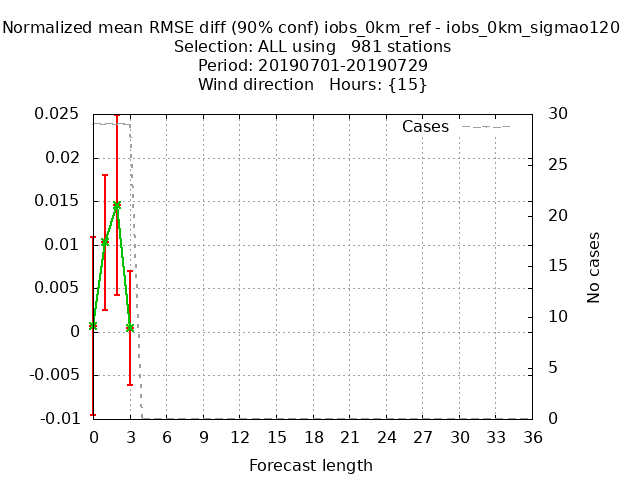 Normalized mean RMSE diff (90% conf) iobs_0km_ref - iobs_0km_sigmao120
Selection: ALL using   981 stations
Period: 20190701-20190729
Wind direction   Hours: {15}
Cases
0.025
0.02
0.015
0.01
0.005
0
-0.005
-0.01
30
25
20
15
10
5
0
No cases
0 3 6 9 12 15 18 21 24 27 30 33 36
Forecast length